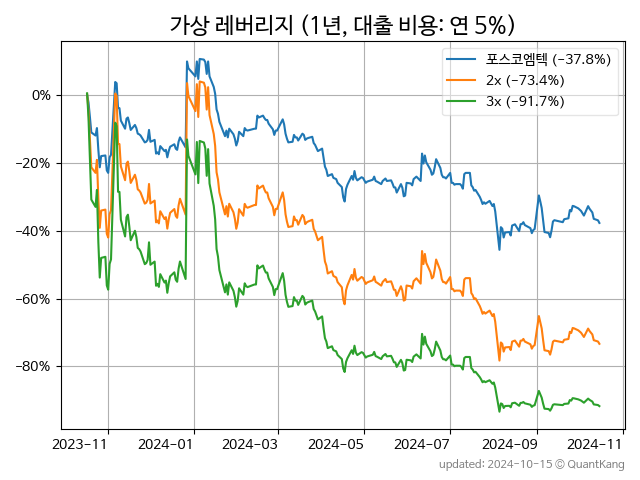 가상 레버리지 (1년, 대출 비용: 연 5%)
포스코엠텍 (−37.8%)
2x (−73.4%)
3x (−91.7%)
0%
−20%
−40%
−60%
−80%
2023-11 2024-01 2024-03 2024-05 2024-07 2024-09 2024-11
updated: 2024-10-15 © QuantKang